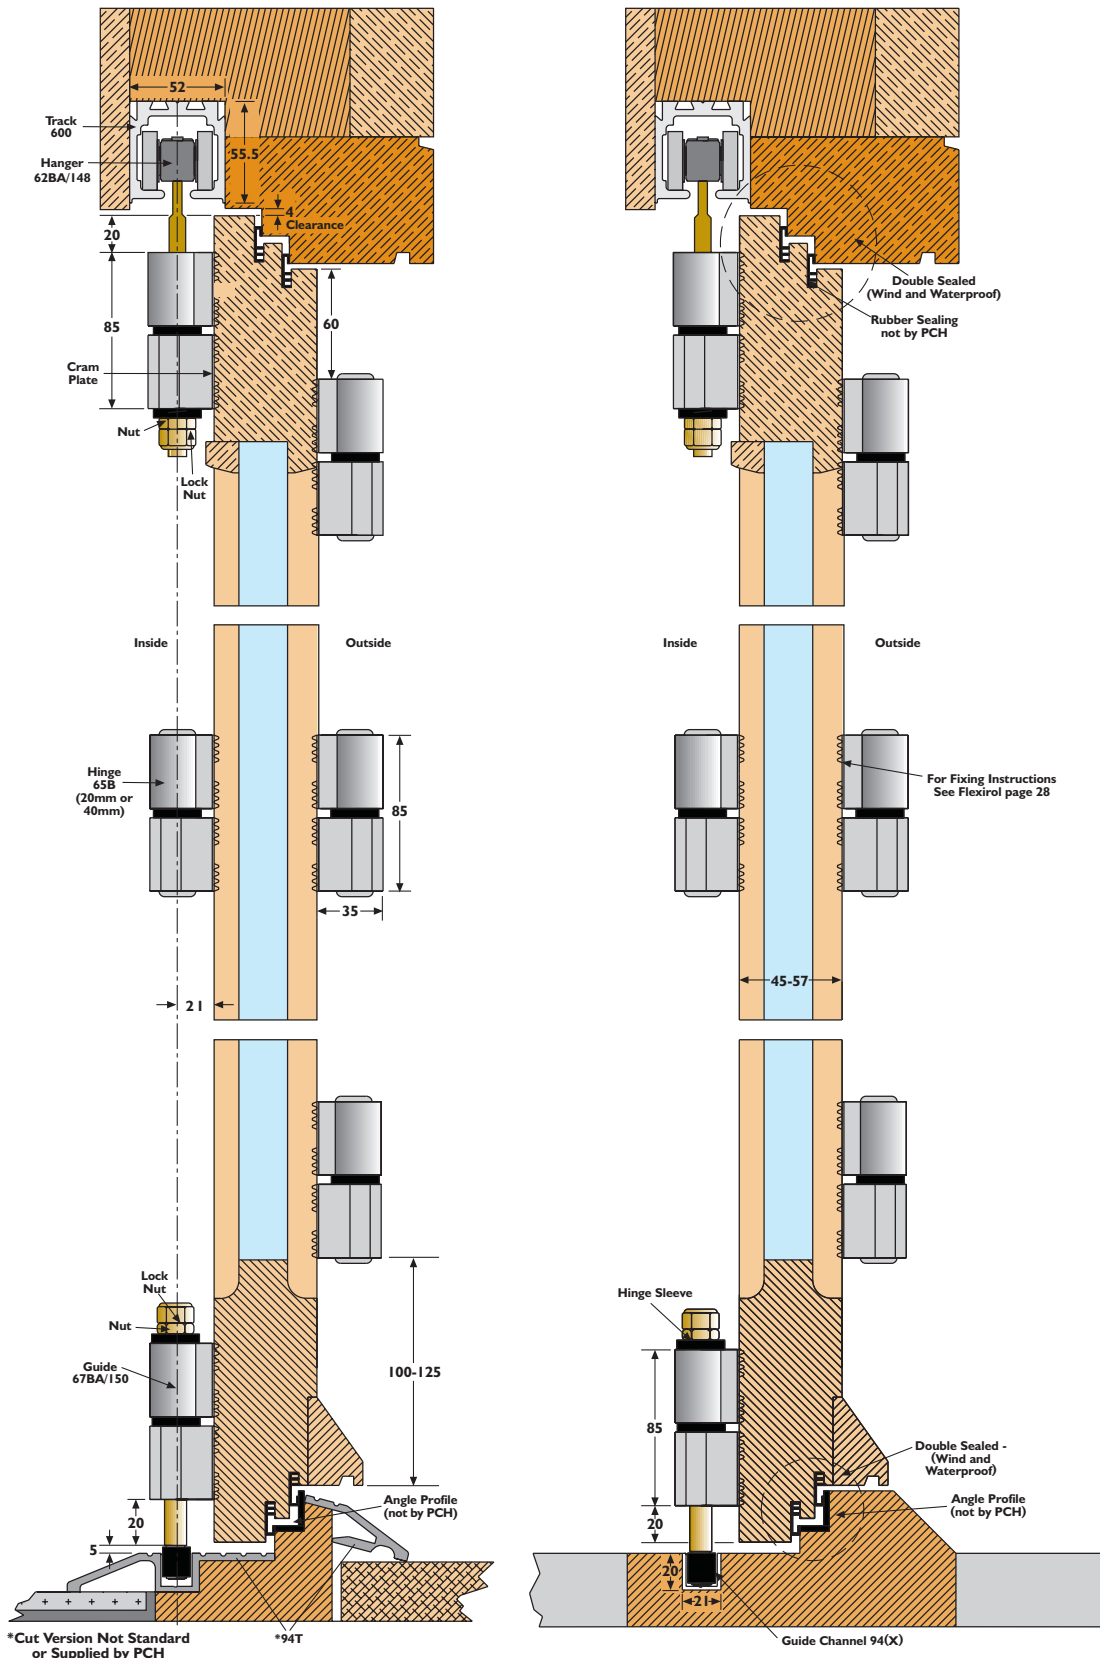 52
Track
600
55.5
Hanger
62BA/148
4
Clearance
20
85
60
Cram
Plate
Nut
Lock
Nut
Double Sealed
(Wind and Waterproof)
Rubber Sealing
not by PCH
Inside
Outside
Inside
Outside
Hinge
65B
(20mm or
40mm)
85
35
21
For Fixing Instructions
See Flexirol page 28
45-57
Lock
Nut
Nut
Guide
67BA/150
100-125
Angle Profile
(not by PCH)
20
5
*94T
*Cut Version Not Standard
or Supplied by PCH
Hinge Sleeve
85
Double Sealed -
(Wind and
Waterproof)
Angle Profile
(not by PCH)
20
20
21
Guide Channel 94(X)